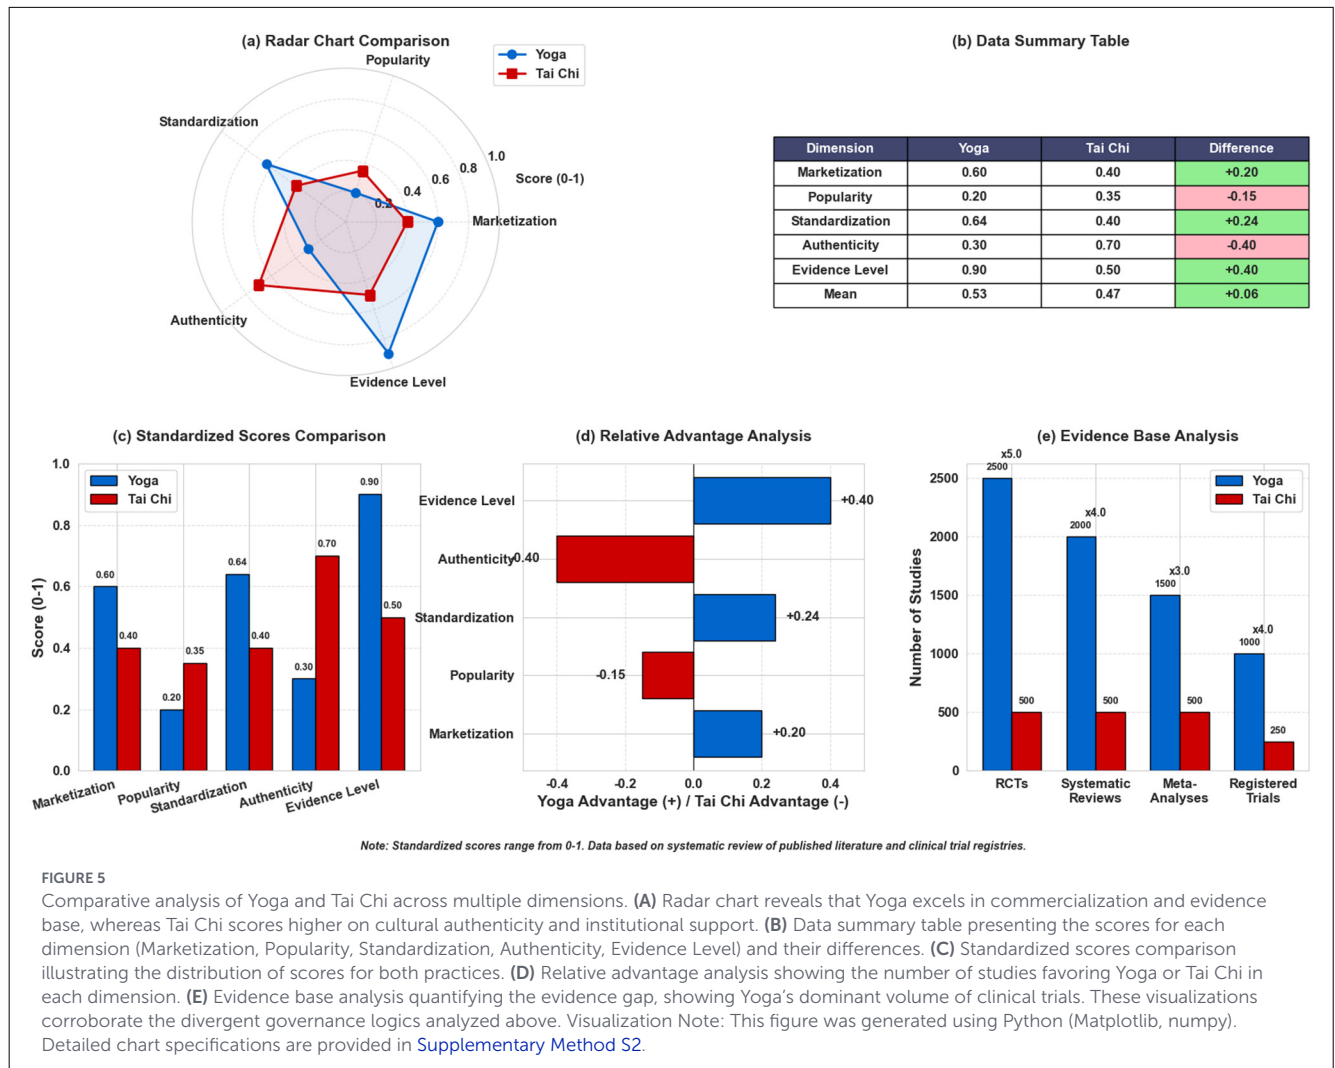 (a) Radar Chart Comparison
Yoga
Tai Chi
Popularity
Standardization
1.0
0.8
0.6
0.4
0.2
Score (0-1)
Marketization
Authenticity
Evidence Level
(b) Data Summary Table
Dimension Yoga Tai Chi Difference
Marketization 0.60 0.40 +0.20
Popularity 0.20 0.35 -0.15
Standardization 0.64 0.40 +0.24
Authenticity 0.30 0.70 -0.40
Evidence Level 0.90 0.50 +0.40
Mean 0.53 0.47 +0.06
(c) Standardized Scores Comparison
Yoga
Tai Chi
Score (0-1)
1.0
0.8
0.6
0.4
0.2
0.0
0.60
0.40
0.20
0.35
0.64
0.40
0.30
0.70
0.90
0.50
Marketization
Popularity
Standardization
Authenticity
Evidence Level
(d) Relative Advantage Analysis
Evidence Level +0.40
Authenticity -0.40
Standardization +0.24
Popularity -0.15
Marketization +0.20
-0.4 -0.2 0.0 0.2 0.4
Yoga Advantage (+) / Tai Chi Advantage (-)
(e) Evidence Base Analysis
Yoga
Tai Chi
Number of Studies
2500
2000
1500
1000
500
0
x5.0
2500
500
x4.0
2000
500
x3.0
1500
500
x4.0
1000
250
RCTs
Systematic
Reviews
Meta-
Analyses
Registered
Trials
Note: Standardized scores range from 0-1. Data based on systematic review of published literature and clinical trial registries.
FIGURE 5
Comparative analysis of Yoga and Tai Chi across multiple dimensions. (A) Radar chart reveals that Yoga excels in commercialization and evidence
base, whereas Tai Chi scores higher on cultural authenticity and institutional support. (B) Data summary table presenting the scores for each
dimension (Marketization, Popularity, Standardization, Authenticity, Evidence Level) and their differences. (C) Standardized scores comparison
illustrating the distribution of scores for both practices. (D) Relative advantage analysis showing the number of studies favoring Yoga or Tai Chi in
each dimension. (E) Evidence base analysis quantifying the evidence gap, showing Yoga's dominant volume of clinical trials. These visualizations
corroborate the divergent governance logics analyzed above. Visualization Note: This figure was generated using Python (Matplotlib, numpy).
Detailed chart specifications are provided in Supplementary Method S2.